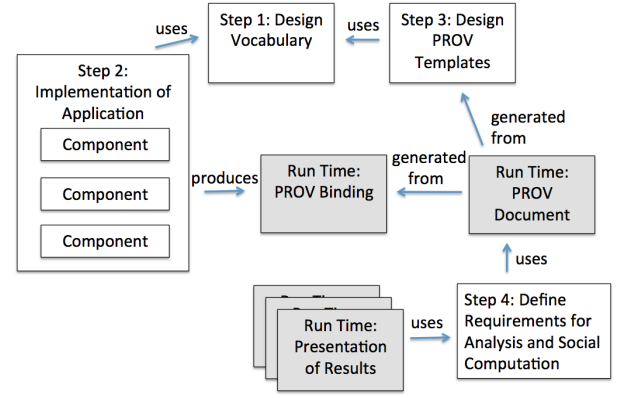 uses
Step 1: Design
Vocabulary
uses
Step 3: Design
PROV
Templates
Step 2:
Implementation of
Application
Component
Component
Component
produces
Run Time:
PROV Binding
generated
from
generated
from
Run Time:
PROV
Document
uses
Run Time:
Presentation
of Results
uses
Step 4: Define
Requirements for
Analysis and Social
Computation